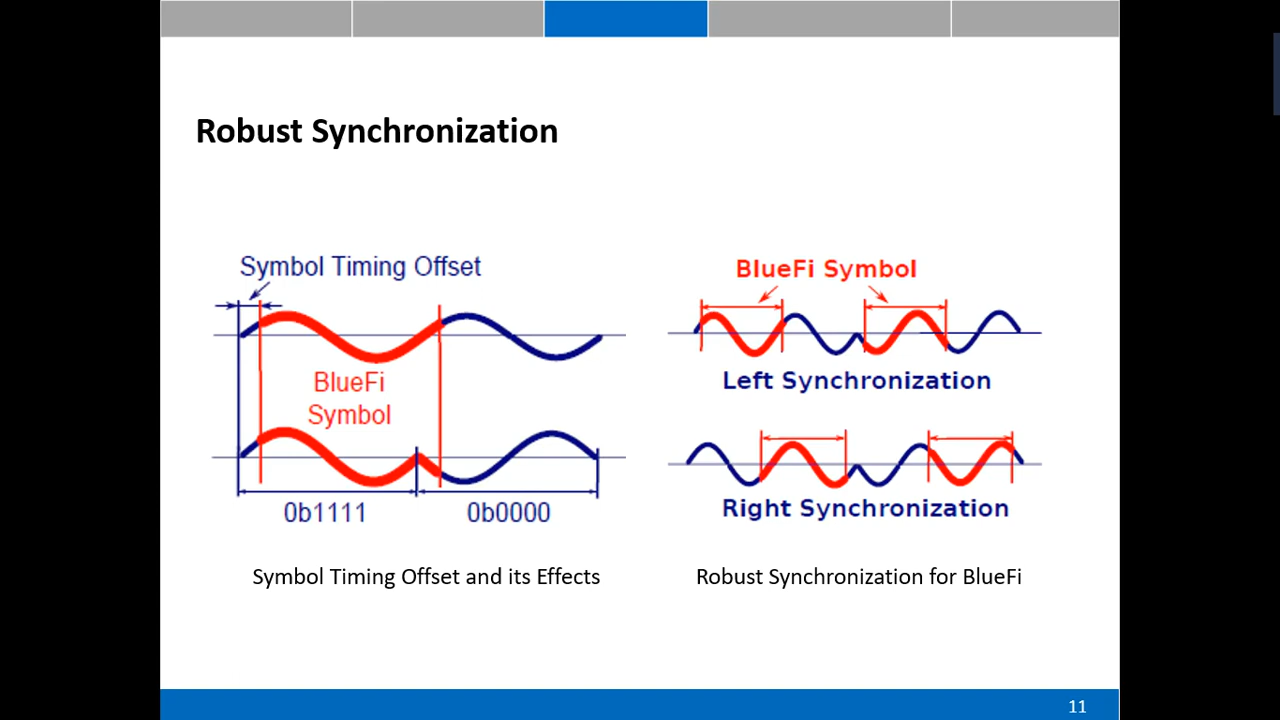 Robust Synchronization
Symbol Timing Offset
BlueFi
Symbol
0b1111
0b0000
Symbol Timing Offset and its Effects
BlueFi Symbol
Left Synchronization
Right Synchronization
Robust Synchronization for BlueFi
11